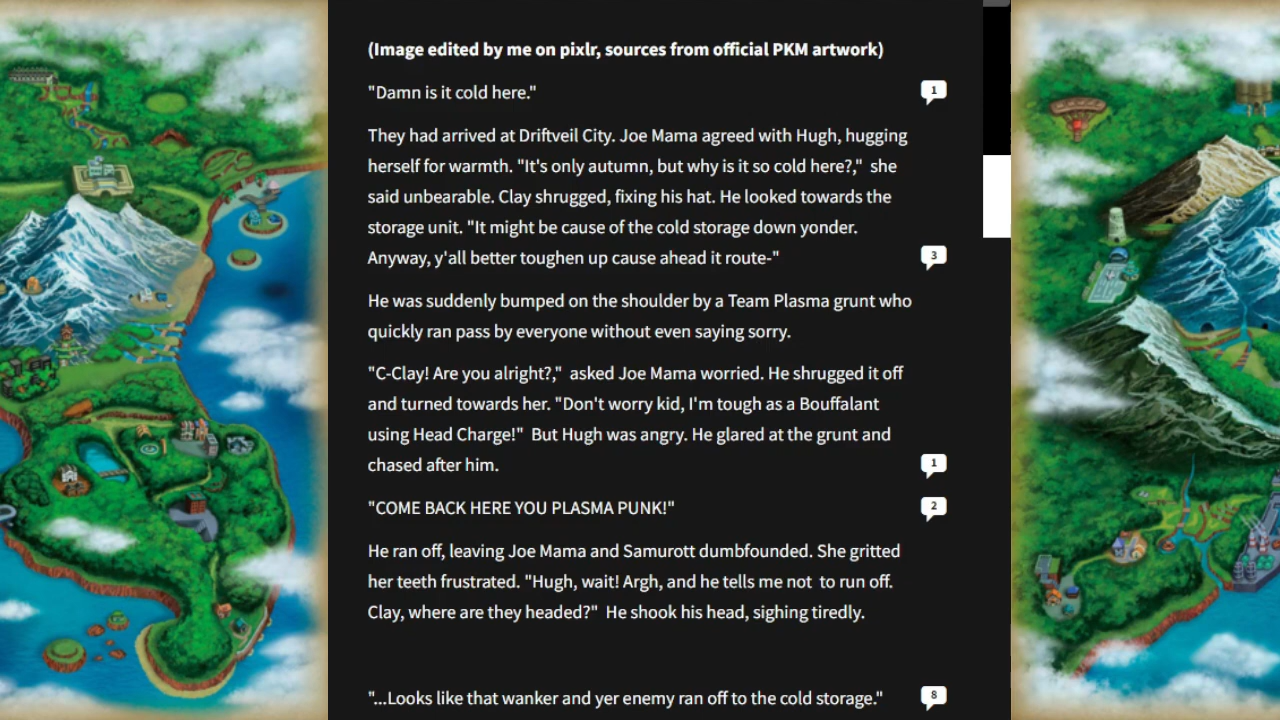 (Image edited by me on pixlr, sources from official PKM artwork)
"Damn is it cold here."
1
They had arrived at Driftveil City. Joe Mama agreed with Hugh, hugging
herself for warmth. "It's only autumn, but why is it so cold here?,"  she
said unbearable. Clay shrugged, fixing his hat. He looked towards the
storage unit. "It might be cause of the cold storage down yonder.
Anyway, y'all better toughen up cause ahead it route-"
3
He was suddenly bumped on the shoulder by a Team Plasma grunt who
quickly ran pass by everyone without even saying sorry.
"C-Clay! Are you alright?,"  asked Joe Mama worried. He shrugged it off
and turned towards her. "Don't worry kid, I'm tough as a Bouffalant
using Head Charge!"  But Hugh was angry. He glared at the grunt and
chased after him.
1
"COME BACK HERE YOU PLASMA PUNK!"
2
He ran off, leaving Joe Mama and Samurott dumbfounded. She gritted
her teeth frustrated. "Hugh, wait! Argh, and he tells me not  to run off.
Clay, where are they headed?"  He shook his head, sighing tiredly.
"...Looks like that wanker and yer enemy ran off to the cold storage."
8